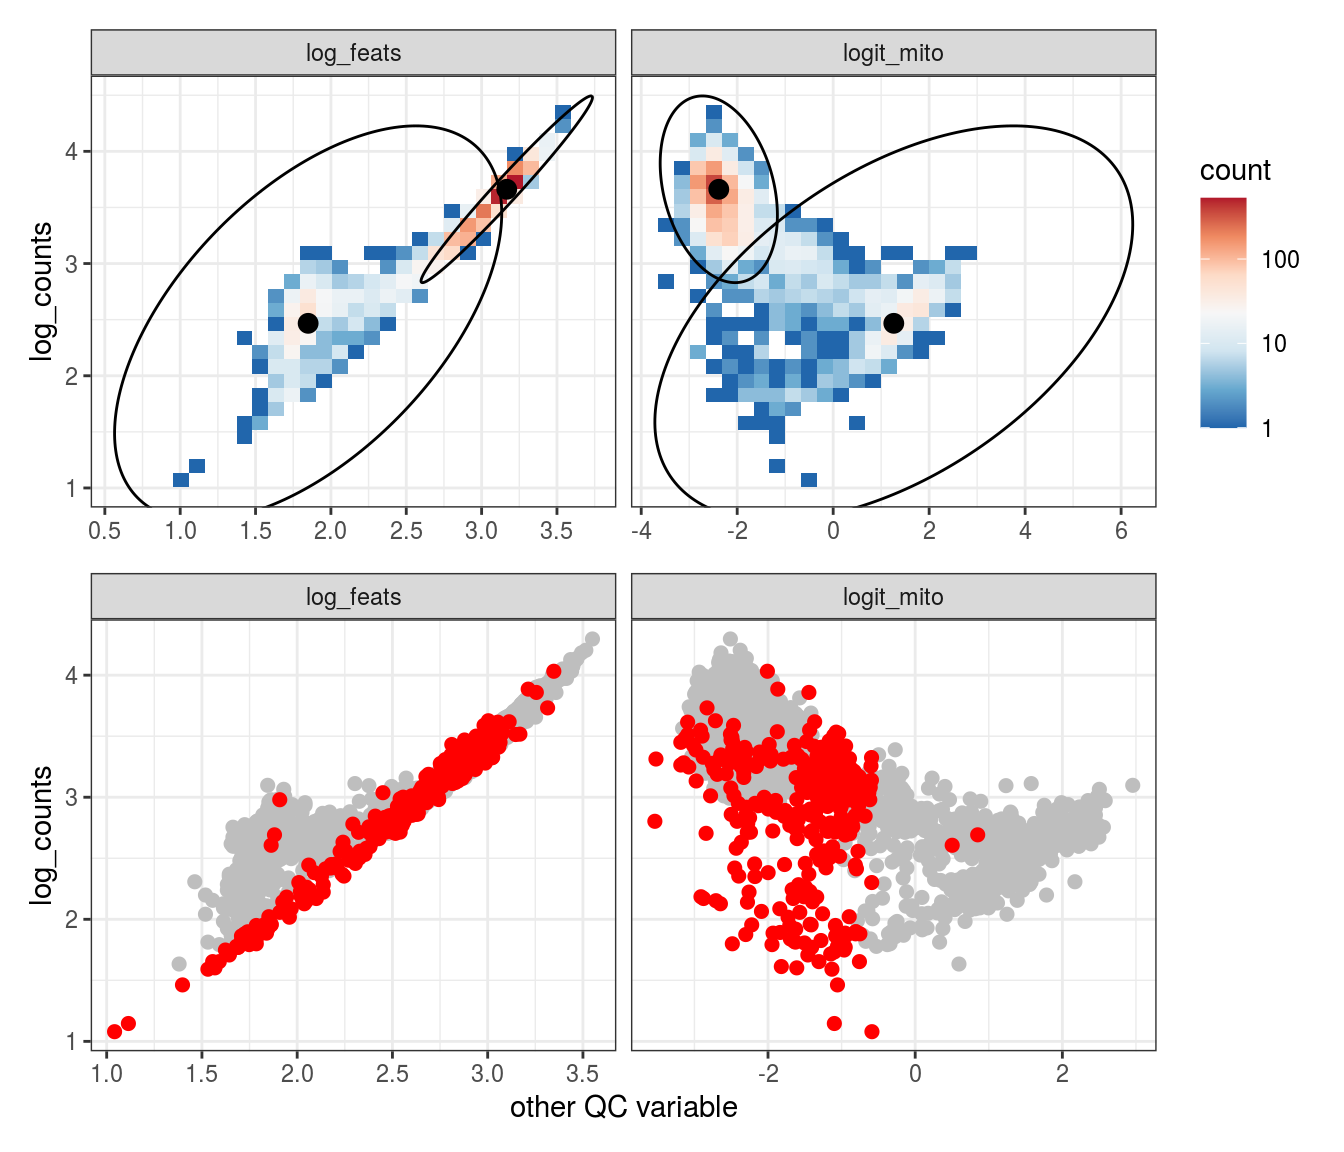 log_feats
logit_mito
log_counts
4
3
2
1
0.5 1.0 1.5 2.0 2.5 3.0 3.5
-4 -2 0 2 4 6
count
100
10
1
log_feats
logit_mito
log_counts
4
3
2
1
1.0 1.5 2.0 2.5 3.0 3.5
-2 0 2
other QC variable